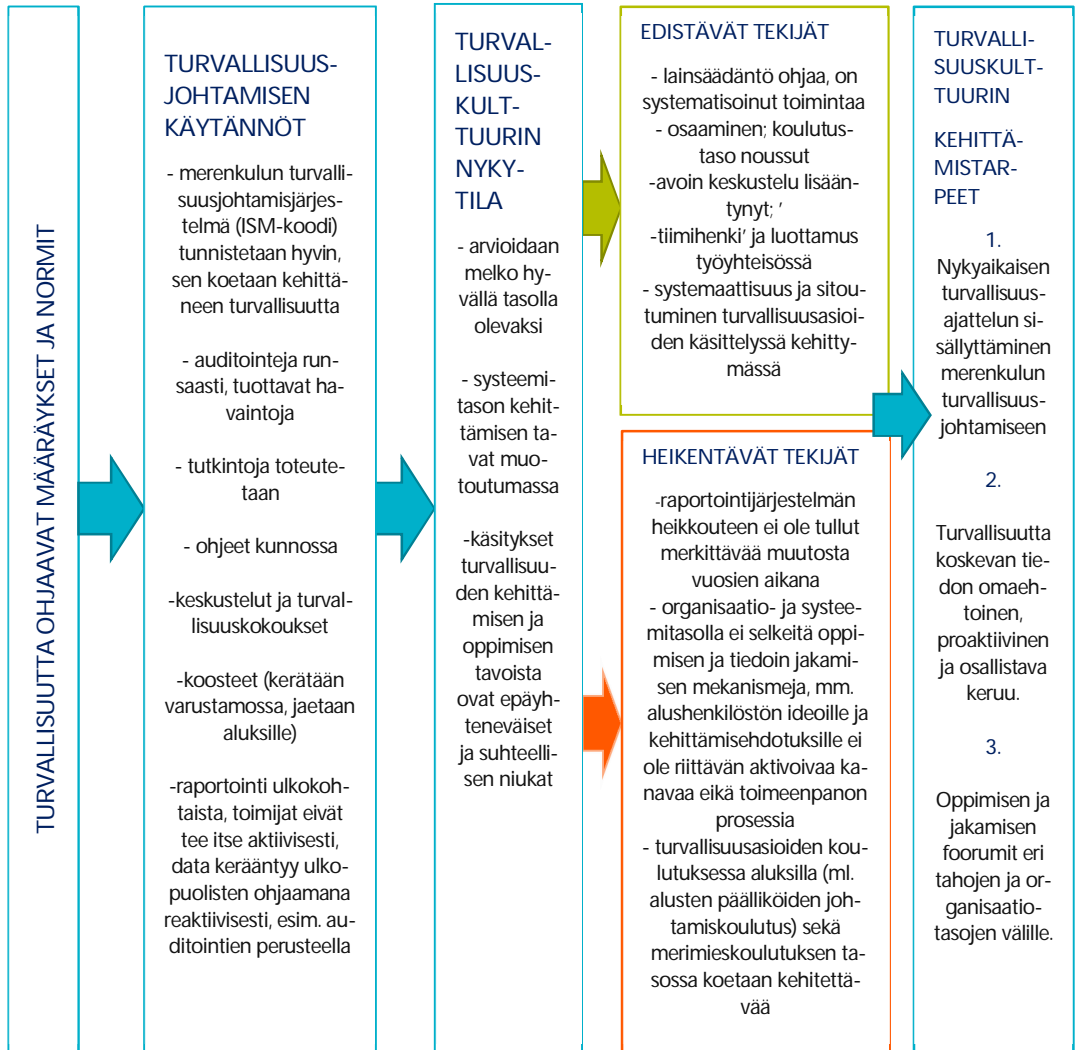 TURVALLISUUTTA OHJAAVAT MÄÄRÄYKSET JA NORMIT
TURVALLISUUS-
JOHTAMISEN
KÄYTÄNNÖT
- merenkulun turvalli-
suusjohtamisjärjes-
telmä (ISM-koodi)
tunnistetaan hyvin,
sen koetaan kehittä-
neen turvallisuutta
- auditointeja run-
saasti, tuottavat ha-
vaintoja
- tutkintoja toteute-
taan
- ohjeet kunnossa
-keskustelut ja turval-
lisuuskokoukset
-koosteet (kerätään
varustamossa, jaetaan
aluksille)
-raportointi ulkokoh-
taista, toimijat eivät
tee itse aktiivisesti,
data kerääntyy ulko-
puolisten ohjaamana
reaktiivisesti, esim. au-
ditointien perusteella
TURVAL-
LISUUS-
KULT-
TUURIN
NYKY-
TILA
- arvioidaan
melko hy-
vällä tasolla
olevaksi
- systeemi-
tason kehit-
tämisen ta-
vat muo-
toutumassa
-käsitykset
turvallisuu-
den kehittä-
misen ja
oppimisen
tavoista
ovat epäyh-
teneväiset
ja suhteelli-
sen niukat
EDISTÄVÄT TEKIJÄT
- lainsäädäntö ohjaa, on
systematisoinut toimintaa
- osaaminen; koulutus-
taso noussut
-avoin keskustelu lisään-
tynyt; ’
-tiimihenki’ ja luottamus
työyhteisössä
- systemaattisuus ja sitou-
tuminen turvallisuusasioi-
den käsittelyssä kehitty-
mässä
HEIKENTÄVÄT TEKIJÄT
-raportointijärjestelmän
heikkouteen ei ole tullut
merkittävää muutosta
vuosien aikana
- organisaatio- ja systee-
mitasolla ei selkeitä oppi-
misen ja tiedoin jakami-
sen mekanismeja, mm.
alushenkilöstön ideoille ja
kehittämisehdotuksille ei
ole riittävän aktivoivaa ka-
navaa eikä toimeenpanon
prosessia
- turvallisuusasioiden kou-
lutuksessa aluksilla (ml.
alusten päälliköiden joh-
tamiskoulutus) sekä
merimieskoulutuksen ta-
sossa koetaan kehitettä-
vää
TURVALLI-
SUUSKULT-
TUURIN
KEHITTÄ-
MISTAR-
PEET
1.
Nykyaikaisen
turvallisuus-
ajattelun si-
sällyttäminen
merenkulun
turvallisuus-
johtamiseen
2.
Turvallisuutta
koskevan tie-
don omaeh-
toinen,
proaktiivinen
ja osallistava
keruu.
3.
Oppimisen ja
jakamisen
foorumit eri
tahojen ja or-
ganisaatio-
tasojen välille.